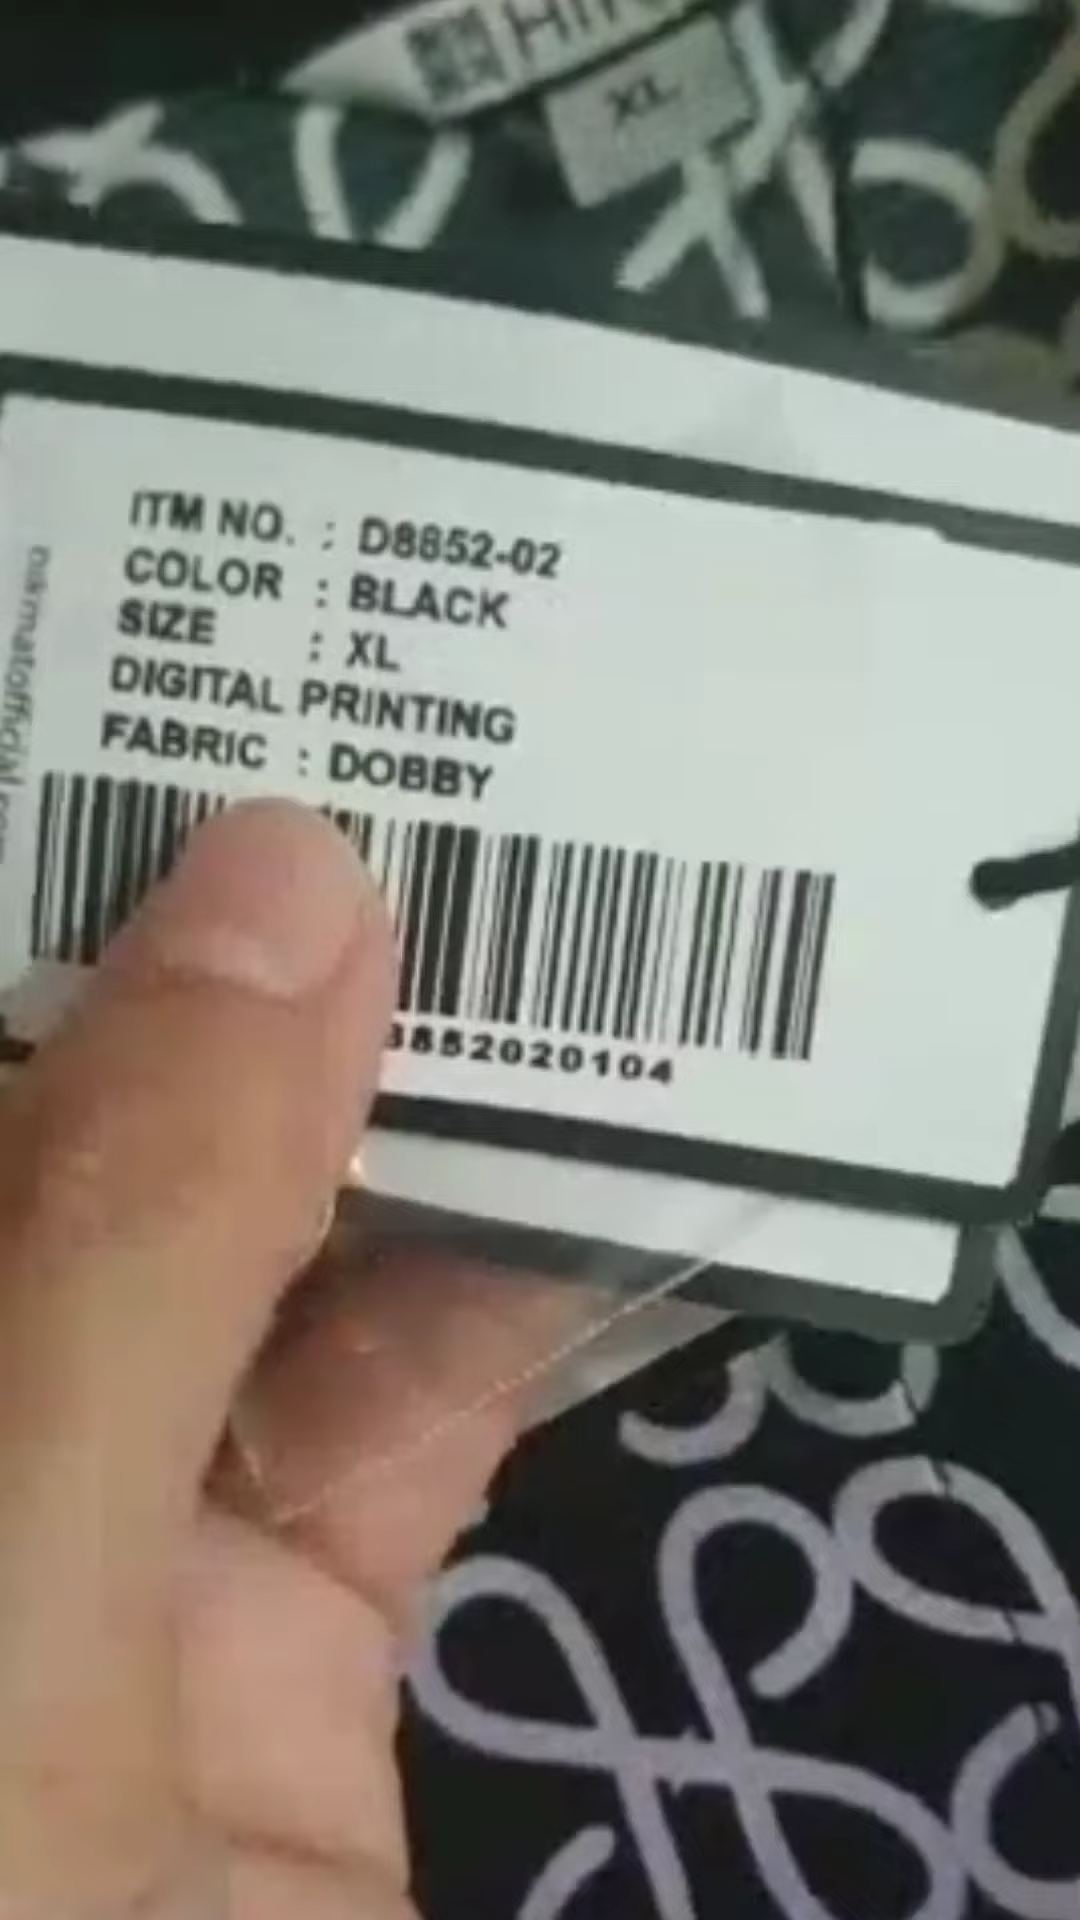 XL
ITM NO. : D8852-02
COLOR : BLACK
SIZE : XL
DIGITAL PRINTING
FABRIC : DOBBY
8852020104